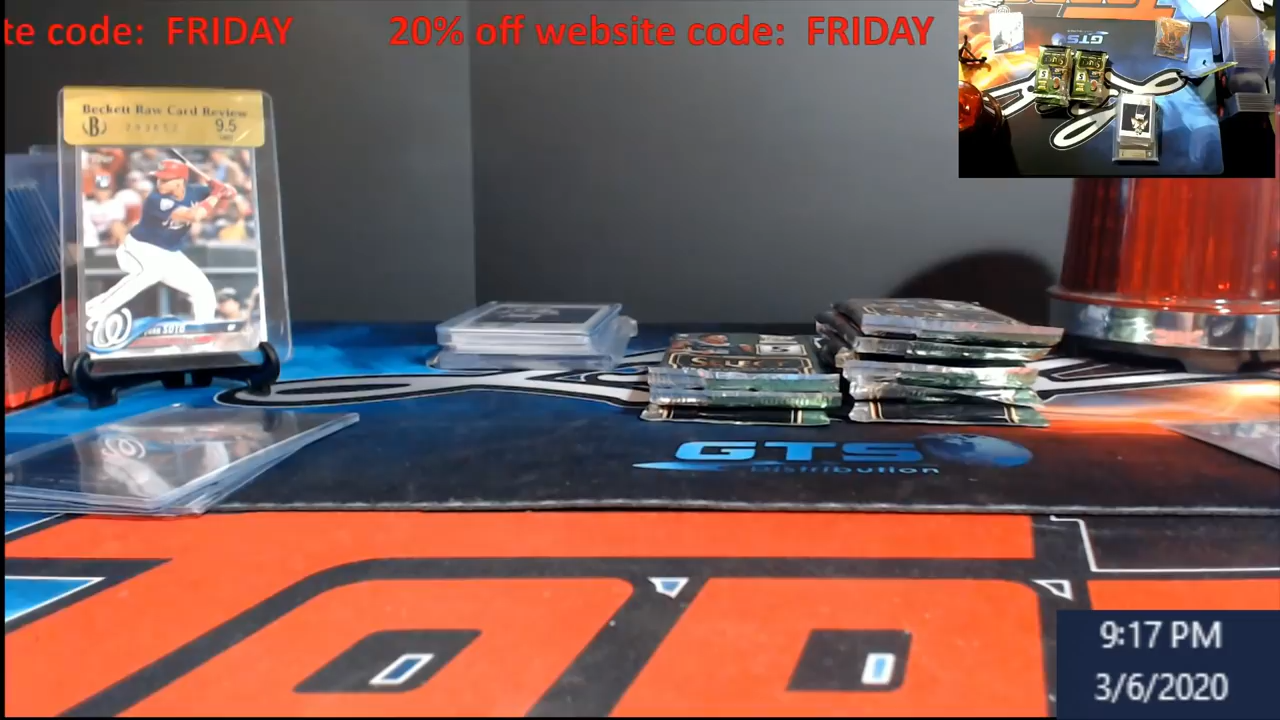 te code: FRIDAY 20% off website code: FRIDAY
Beckett Raw Card Review
9.5
SOTO
GTS
Distribution
9:17 PM
3/6/2020